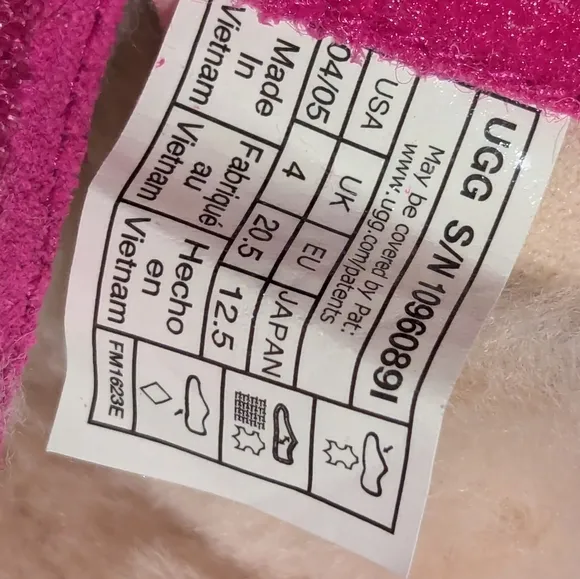 UGG S/N 1096089I
May be covered by Pat.:
www.ugg.com/patents
USA UK EU JAPAN
04/05 4 20.5 12.5
Made
In
Vietnam
Fabriqué
au
Vietnam
Hecho
en
Vietnam
FM1623E